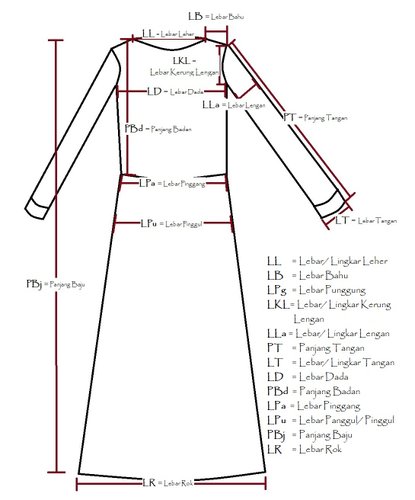 LB = Lebar Bahu
LL = Lebar Leher
LKL =
Lebar Kerung Lengan
LD = Lebar Dada
LLa = Lebar Lengan
PT = Panjang Tangan
PBd = Panjang Badan
LPa = Lebar Pinggang
LT = Lebar Tangan
LPu = Lebar Pinggul
PBj = Panjang Baju
LR = Lebar Rok
LL = Lebar/ Lingkar Leher
LB = Lebar Bahu
LPg = Lebar Punggung
LKL= Lebar/ Lingkar Kerung
Lengan
LLa = Lebar/ Lingkar Lengan
PT = Panjang Tangan
LT = Lebar/ Lingkar Tangan
LD = Lebar Dada
PBd = Panjang Badan
LPa = Lebar Pinggang
LPu = Lebar Panggul/ Pinggul
PBj = Panjang Baju
LR = Lebar Rok